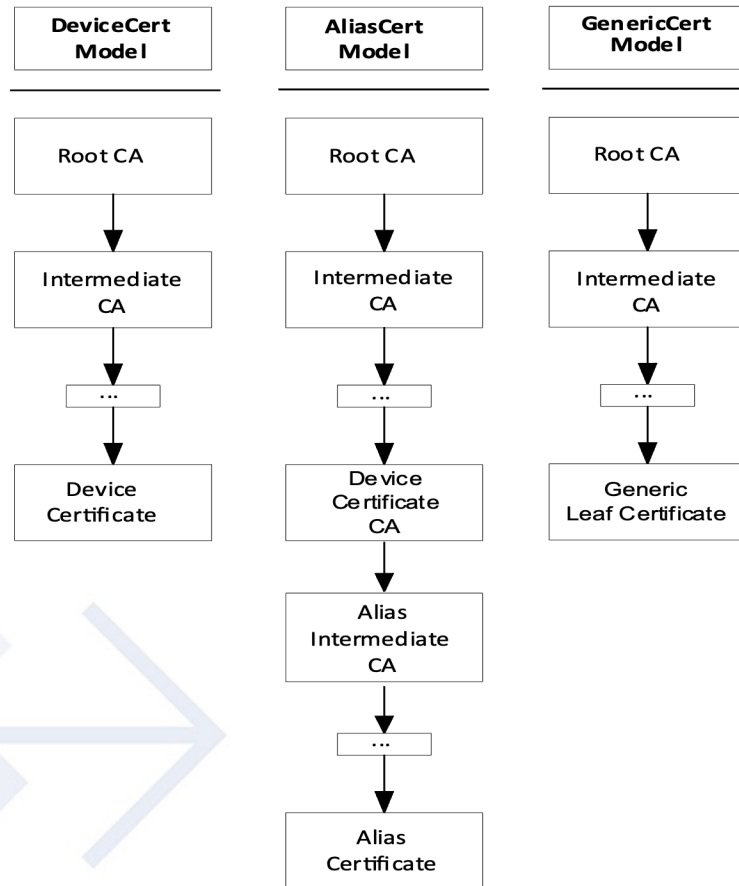 DeviceCert
Model
Root CA
Intermediate
CA
...
Device
Certificate
AliasCert
Model
Root CA
Intermediate
CA
...
Device
Certificate
CA
Alias
Intermediate
CA
...
Alias
Certificate
GenericCert
Model
Root CA
Intermediate
CA
...
Generic
Leaf Certificate